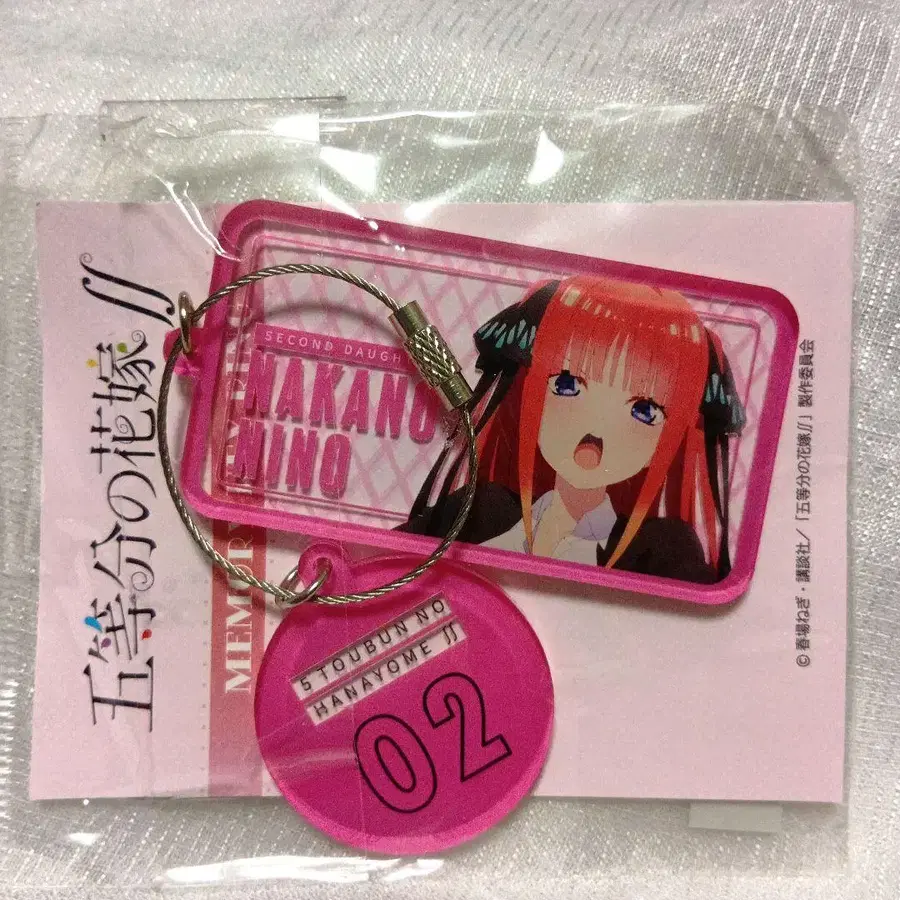 五等分の花嫁∬
MEMOR
SECOND DAUGH
NAKANO
NINO
5 TOUBUN NO
HANAYOME ∬
02
© 春場ねぎ・講談社／「五等分の花嫁∬」製作委員会